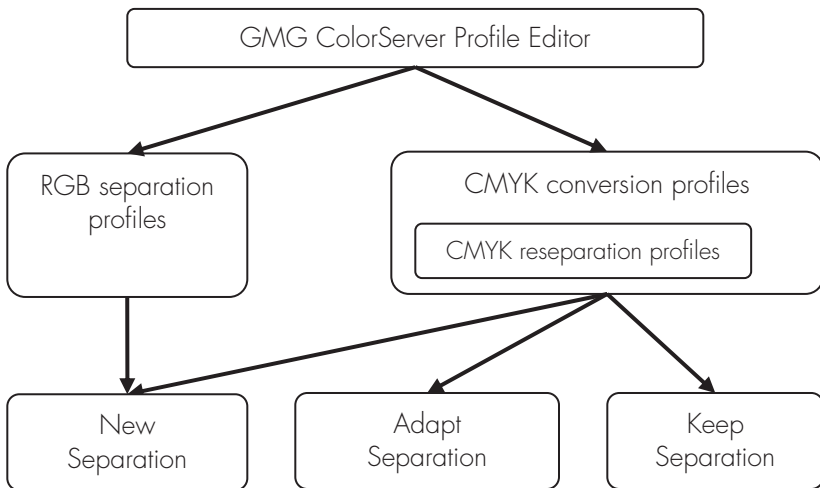 GMG ColorServer Profile Editor
RGB separation
profiles
CMYK conversion profiles
CMYK reseparation profiles
New
Separation
Adapt
Separation
Keep
Separation